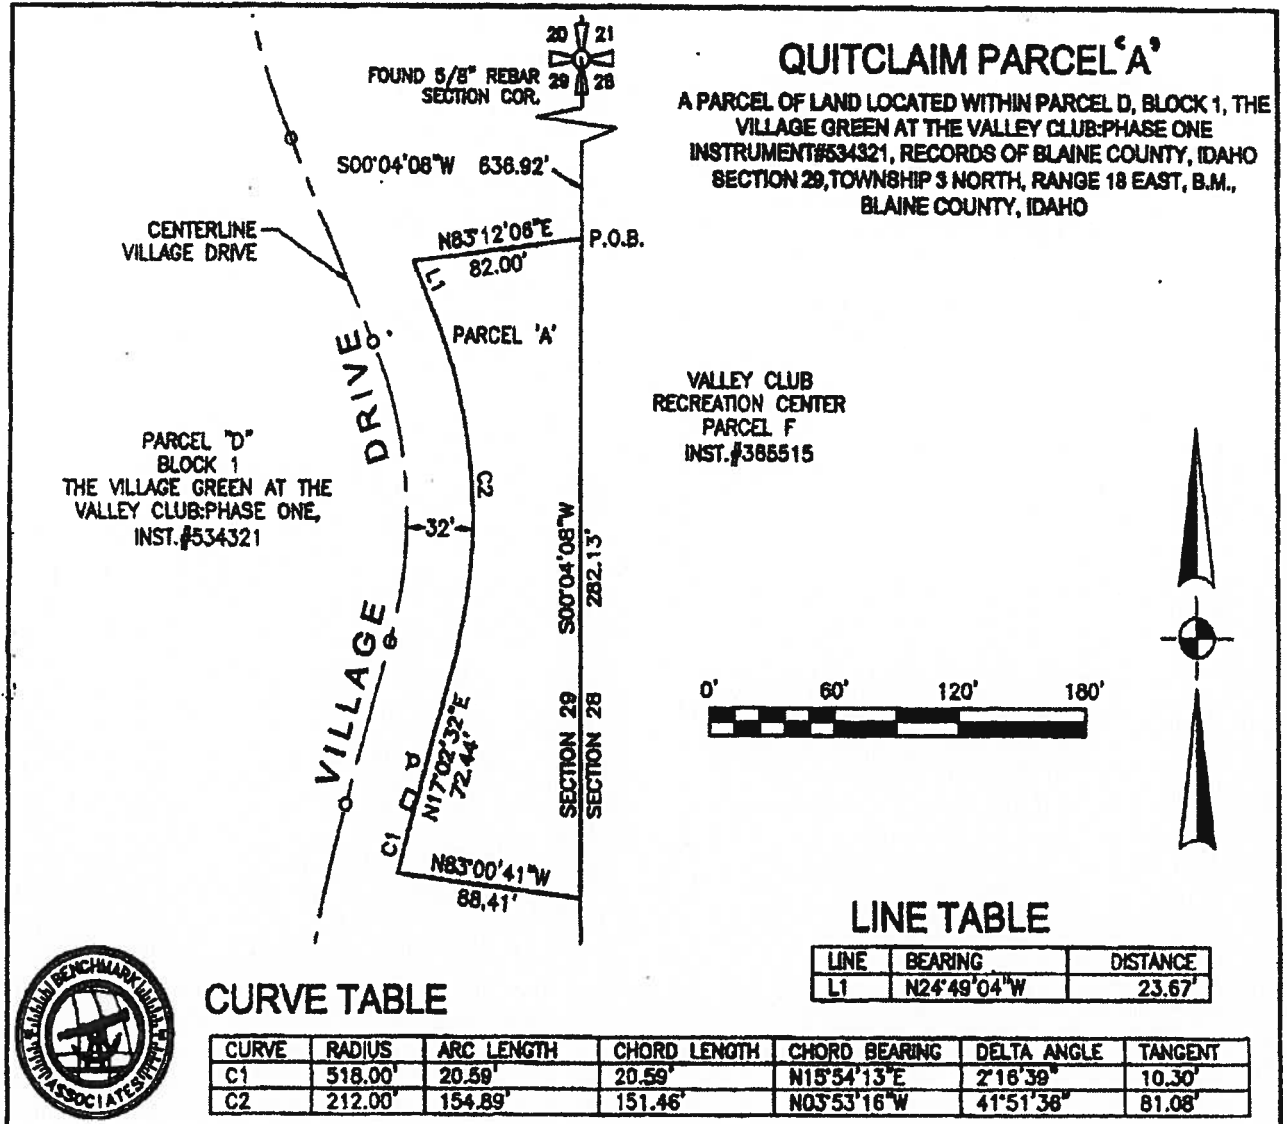 20 21
29 28
FOUND 5/8" REBAR
SECTION COR.
QUITCLAIM PARCEL 'A'
A PARCEL OF LAND LOCATED WITHIN PARCEL D, BLOCK 1, THE
VILLAGE GREEN AT THE VALLEY CLUB:PHASE ONE
INSTRUMENT#534321, RECORDS OF BLAINE COUNTY, IDAHO
SECTION 29,TOWNSHIP 3 NORTH, RANGE 18 EAST, B.M.,
BLAINE COUNTY, IDAHO
S00°04'08"W 636.92'
CENTERLINE
VILLAGE DRIVE
N83°12'08"E
82.00'
P.O.B.
L1
PARCEL 'A'
VILLAGE DRIVE
VALLEY CLUB
RECREATION CENTER
PARCEL F
INST.#385515
PARCEL "D"
BLOCK 1
THE VILLAGE GREEN AT THE
VALLEY CLUB:PHASE ONE,
INST.#534321
C2
32'
S00°04'08"W
282.13'
SECTION 29
SECTION 28
0' 60' 120' 180'
N17°02'32"E
72.44'
C1
N83°00'41"W
88.41'
LINE TABLE
LINE BEARING DISTANCE
L1 N24°49'04"W 23.67'
BENCHMARK
ASSOCIATES
CURVE TABLE
CURVE RADIUS ARC LENGTH CHORD LENGTH CHORD BEARING DELTA ANGLE TANGENT
C1 518.00' 20.59' 20.59' N15°54'13"E 2°16'39" 10.30'
C2 212.00' 154.89' 151.46' N03°53'16"W 41°51'36" 81.08'